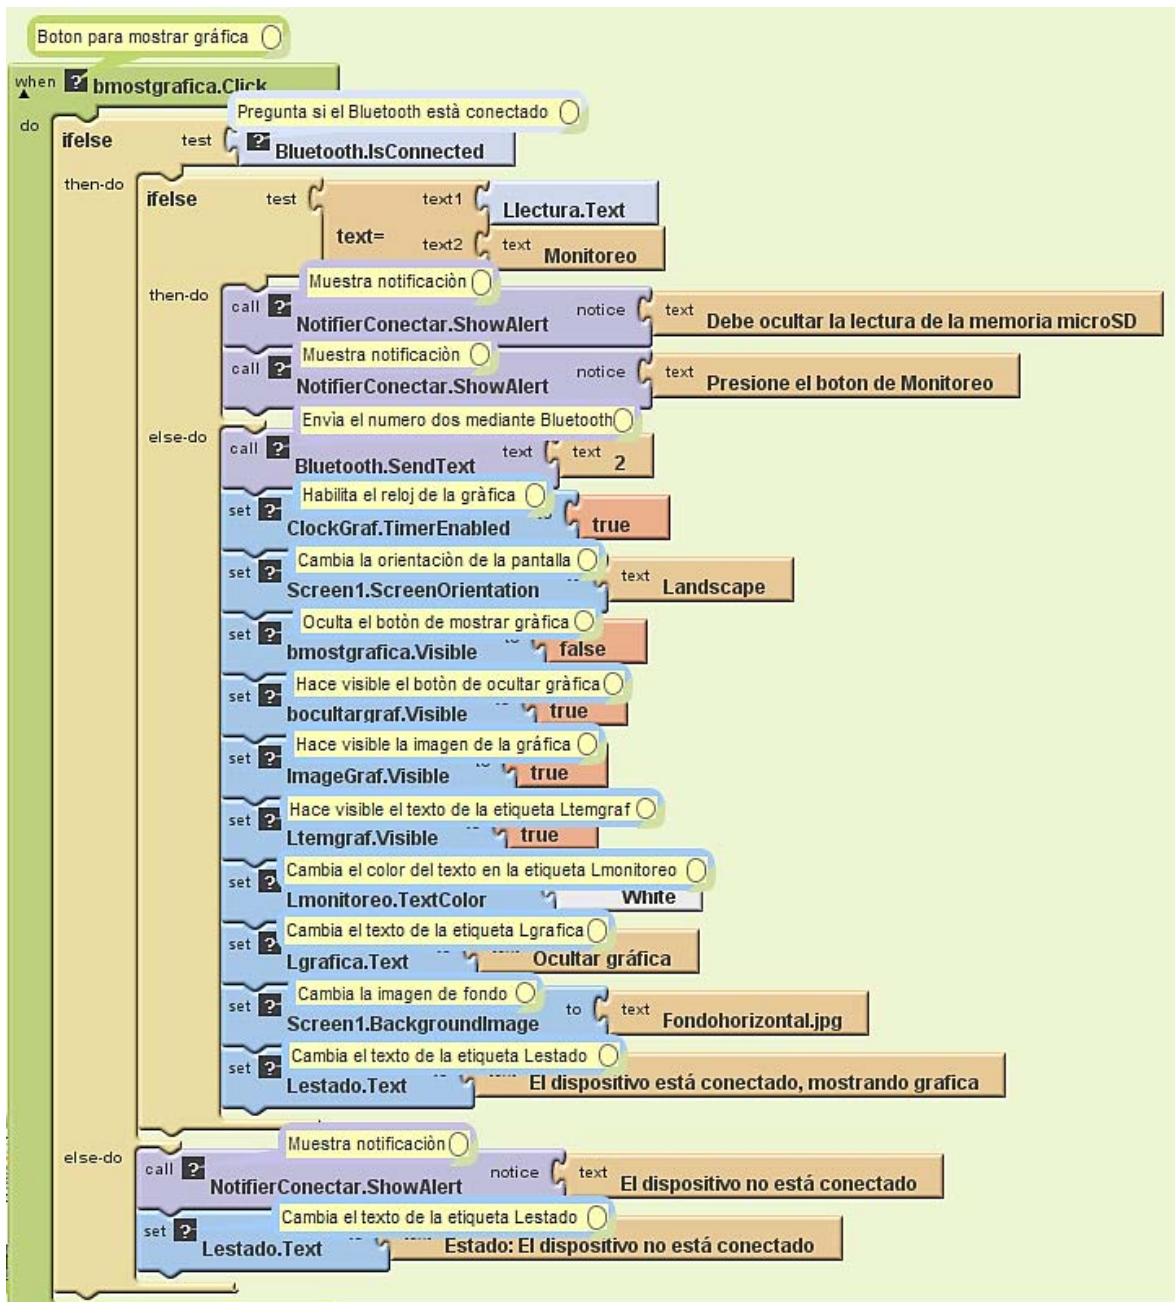 Boton para mostrar gráfica
when ? bmostgrafica.Click
Pregunta si el Bluetooth està conectado
do
ifelse test ? Bluetooth.IsConnected
then-do
ifelse test text1 Llectura.Text
text= text2 text Monitoreo
Muestra notificaciòn
then-do call ? NotifierConectar.ShowAlert notice text Debe ocultar la lectura de la memoria microSD
Muestra notificaciòn
call ? NotifierConectar.ShowAlert notice text Presione el boton de Monitoreo
Envìa el numero dos mediante Bluetooth
else-do call ? Bluetooth.SendText text text 2
Habilita el reloj de la gràfica
set ? ClockGraf.TimerEnabled true
Cambia la orientaciòn de la pantalla
set ? Screen1.ScreenOrientation text Landscape
Oculta el botòn de mostrar gràfica
set ? bmostgrafica.Visible to false
Hace visible el botòn de ocultar gràfica
set ? bocultargraf.Visible true
Hace visible la imagen de la gráfica
set ? ImageGraf.Visible to true
Hace visible el texto de la etiqueta Ltemgraf
set ? Ltemgraf.Visible true
Cambia el color del texto en la etiqueta Lmonitoreo
set ? Lmonitoreo.TextColor White
Cambia el texto de la etiqueta Lgrafica
set ? Lgrafica.Text Ocultar gráfica
Cambia la imagen de fondo
set ? Screen1.BackgroundImage to text Fondohorizontal.jpg
Cambia el texto de la etiqueta Lestado
set ? Lestado.Text El dispositivo está conectado, mostrando grafica
Muestra notificaciòn
else-do call ? NotifierConectar.ShowAlert notice text El dispositivo no está conectado
Cambia el texto de la etiqueta Lestado
set ? Lestado.Text Estado: El dispositivo no está conectado